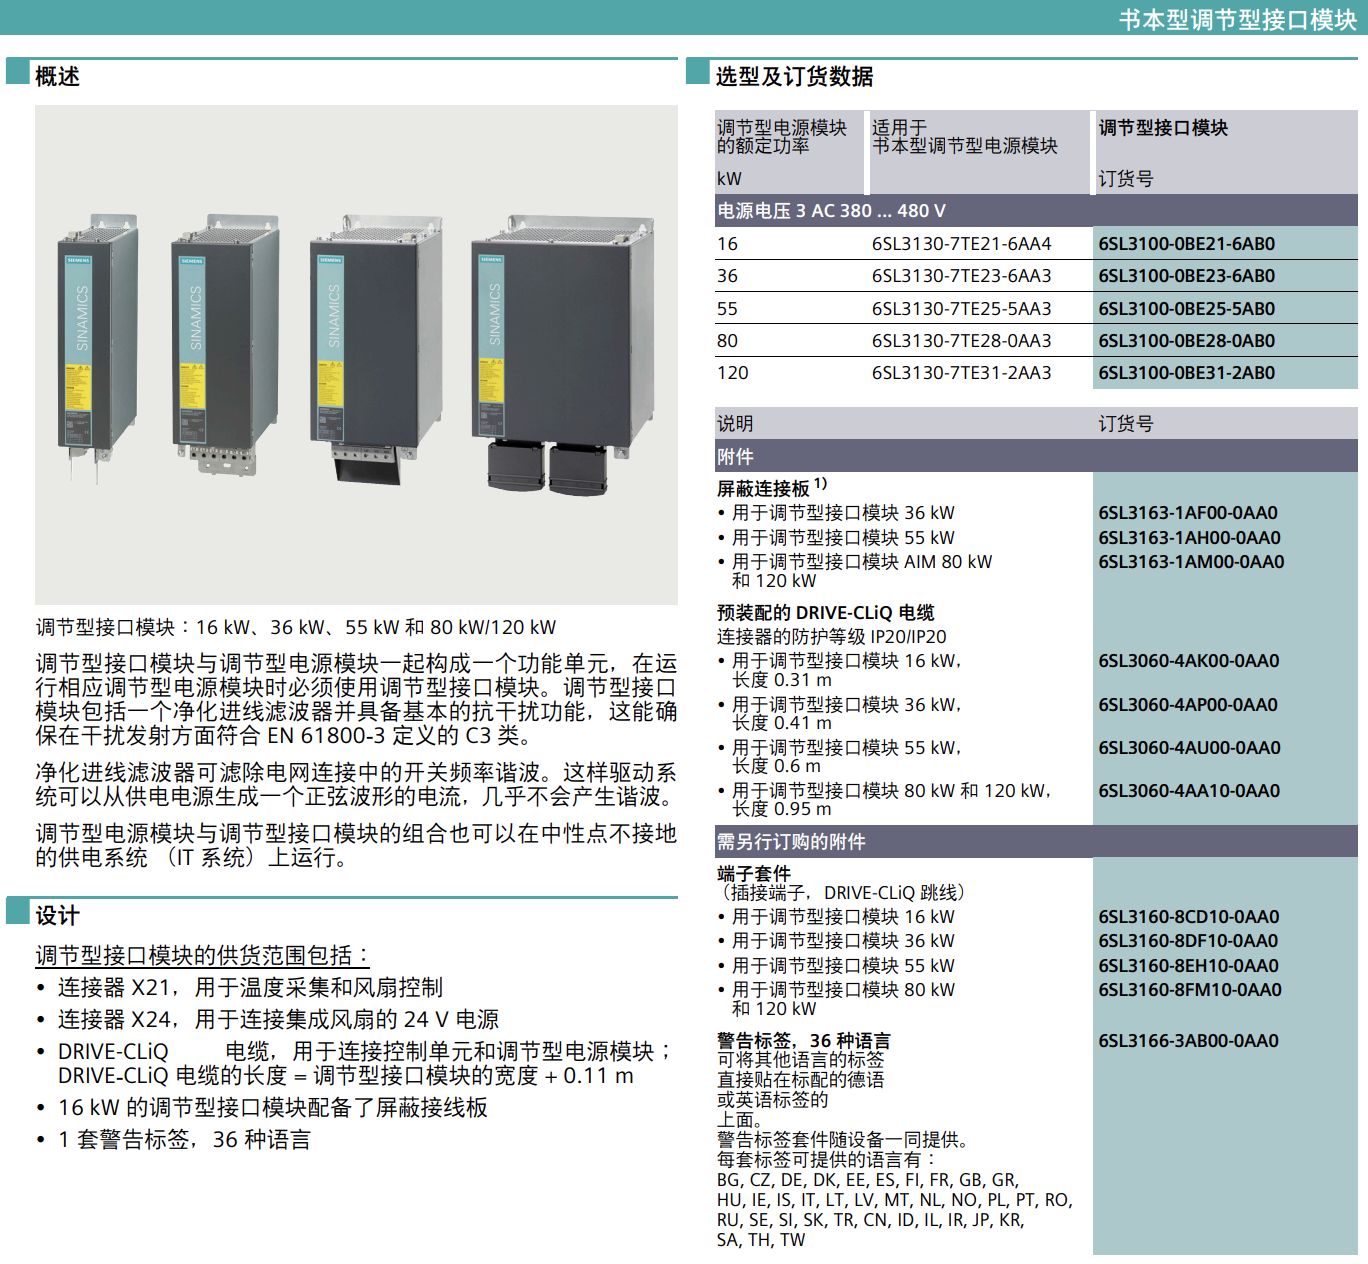 书本型调节型接口模块
概述
SIEMENS
SINAMICS
SIEMENS
SINAMICS
SIEMENS
SINAMICS
SIEMENS
SINAMICS
调节型接口模块：16 kW、36 kW、55 kW 和 80 kW/120 kW
调节型接口模块与调节型电源模块一起构成一个功能单元，在运
行相应调节型电源模块时必须使用调节型接口模块。调节型接口
模块包括一个净化进线滤波器并具备基本的抗干扰功能，这能确
保在干扰发射方面符合 EN 61800-3 定义的 C3 类。
净化进线滤波器可滤除电网连接中的开关频率谐波。这样驱动系
统可以从供电电源生成一个正弦波形的电流，几乎不会产生谐波。
调节型电源模块与调节型接口模块的组合也可以在中性点不接地
的供电系统 （IT 系统）上运行。
设计
调节型接口模块的供货范围包括：
• 连接器 X21，用于温度采集和风扇控制
• 连接器 X24，用于连接集成风扇的 24 V 电源
• DRIVE-CLiQ 电缆，用于连接控制单元和调节型电源模块；
DRIVE-CLiQ 电缆的长度 = 调节型接口模块的宽度 + 0.11 m
• 16 kW 的调节型接口模块配备了屏蔽接线板
• 1 套警告标签，36 种语言
选型及订货数据
调节型电源模块 适用于 调节型接口模块
的额定功率 书本型调节型电源模块
kW 订货号
电源电压 3 AC 380 ... 480 V
16 6SL3130-7TE21-6AA4 6SL3100-0BE21-6AB0
36 6SL3130-7TE23-6AA3 6SL3100-0BE23-6AB0
55 6SL3130-7TE25-5AA3 6SL3100-0BE25-5AB0
80 6SL3130-7TE28-0AA3 6SL3100-0BE28-0AB0
120 6SL3130-7TE31-2AA3 6SL3100-0BE31-2AB0
说明 订货号
附件
屏蔽连接板 1)
• 用于调节型接口模块 36 kW 6SL3163-1AF00-0AA0
• 用于调节型接口模块 55 kW 6SL3163-1AH00-0AA0
• 用于调节型接口模块 AIM 80 kW 6SL3163-1AM00-0AA0
和 120 kW
预装配的 DRIVE-CLiQ 电缆
连接器的防护等级 IP20/IP20
• 用于调节型接口模块 16 kW， 6SL3060-4AK00-0AA0
长度 0.31 m
• 用于调节型接口模块 36 kW， 6SL3060-4AP00-0AA0
长度 0.41 m
• 用于调节型接口模块 55 kW， 6SL3060-4AU00-0AA0
长度 0.6 m
• 用于调节型接口模块 80 kW 和 120 kW， 6SL3060-4AA10-0AA0
长度 0.95 m
需另行订购的附件
端子套件
（插接端子，DRIVE-CLiQ 跳线）
• 用于调节型接口模块 16 kW 6SL3160-8CD10-0AA0
• 用于调节型接口模块 36 kW 6SL3160-8DF10-0AA0
• 用于调节型接口模块 55 kW 6SL3160-8EH10-0AA0
• 用于调节型接口模块 80 kW 6SL3160-8FM10-0AA0
和 120 kW
警告标签，36 种语言 6SL3166-3AB00-0AA0
可将其他语言的标签
直接贴在标配的德语
或英语标签的
上面。
警告标签套件随设备一同提供。
每套标签可提供的语言有：
BG, CZ, DE, DK, EE, ES, FI, FR, GB, GR,
HU, IE, IS, IT, LT, LV, MT, NL, NO, PL, PT, RO,
RU, SE, SI, SK, TR, CN, ID, IL, IR, JP, KR,
SA, TH, TW